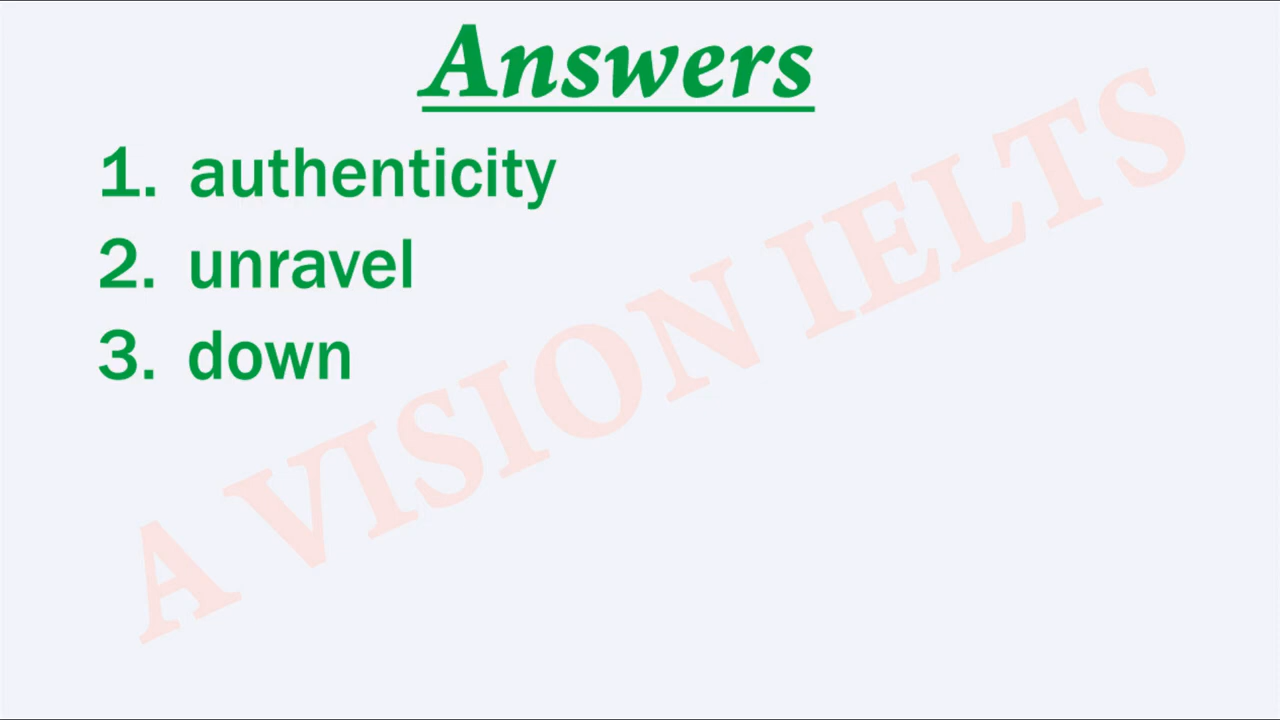 Answers
1. authenticity
2. unravel
3. down
A VISION IELTS